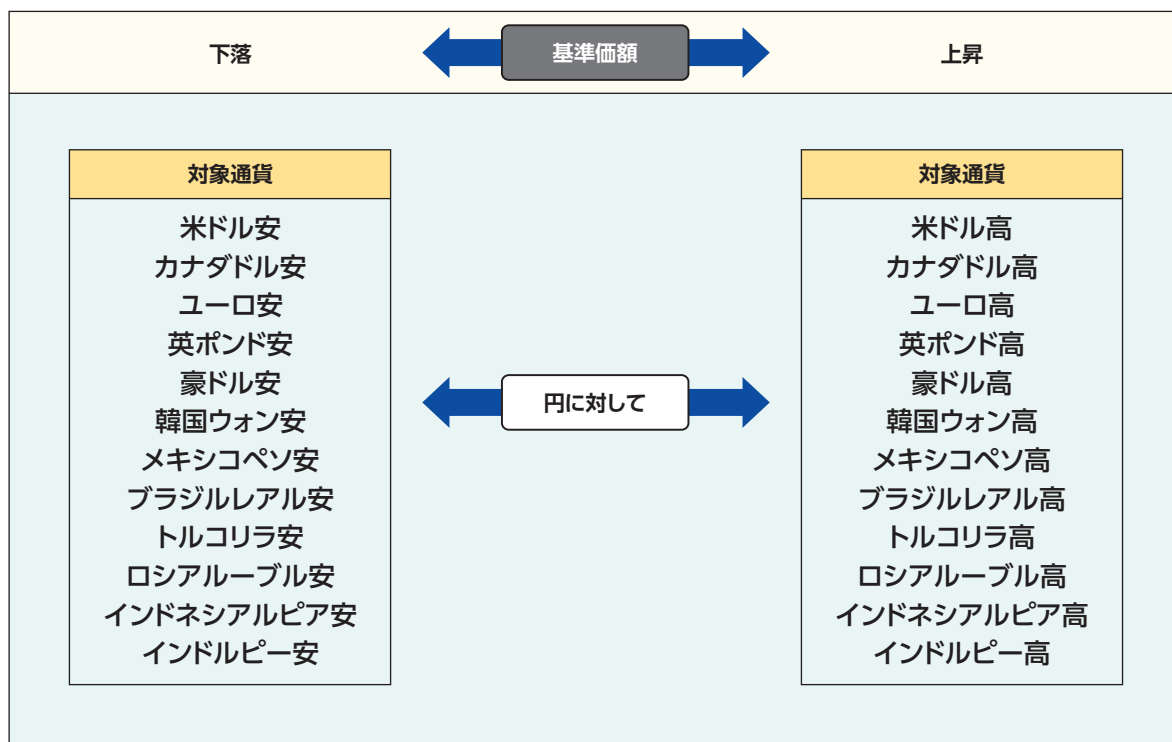 下落
基準価額
上昇
対象通貨
米ドル安
カナダドル安
ユーロ安
英ポンド安
豪ドル安
韓国ウォン安
メキシコペソ安
ブラジルレアル安
トルコリラ安
ロシアルーブル安
インドネシアルピア安
インドルピー安
円に対して
対象通貨
米ドル高
カナダドル高
ユーロ高
英ポンド高
豪ドル高
韓国ウォン高
メキシコペソ高
ブラジルレアル高
トルコリラ高
ロシアルーブル高
インドネシアルピア高
インドルピー高